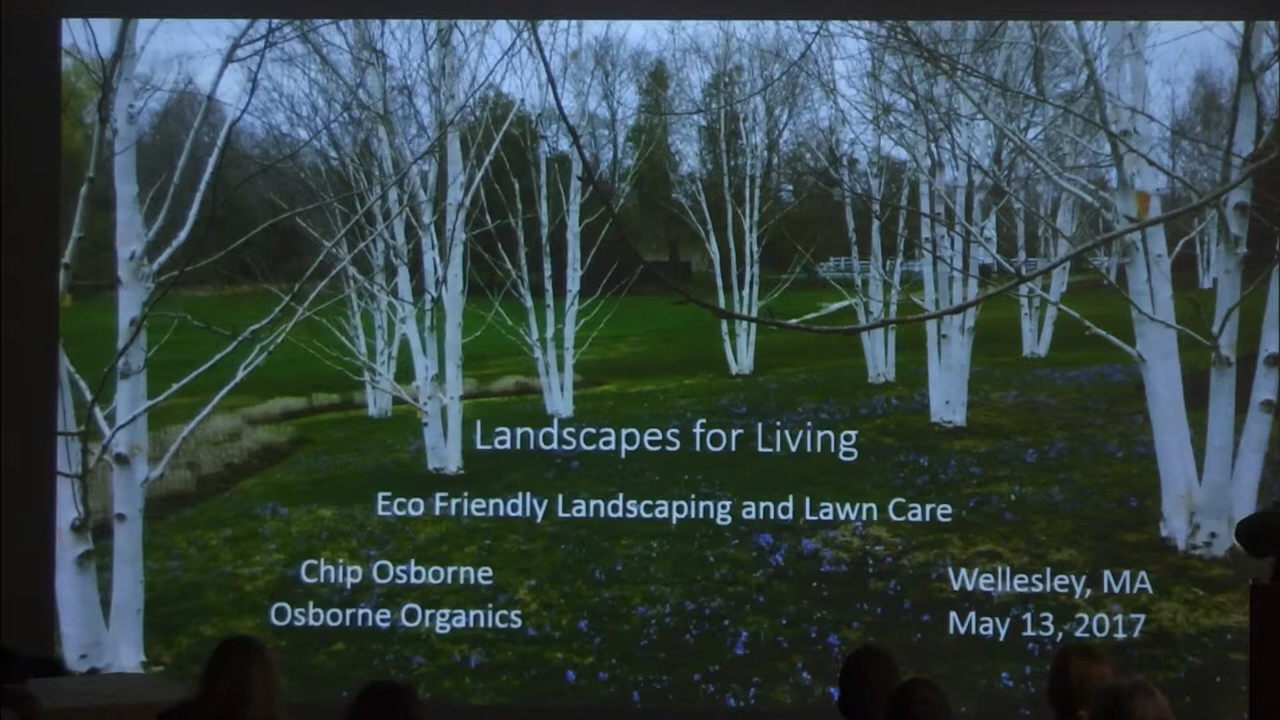 Landscapes for Living
Eco Friendly Landscaping and Lawn Care
Chip Osborne
Osborne Organics
Wellesley, MA
May 13, 2017